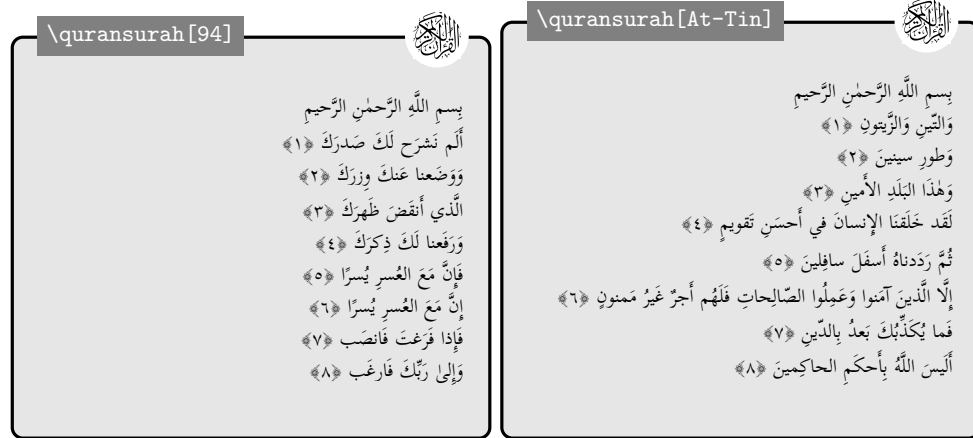 \quransurah[94]
بِسمِ اللَّهِ الرَّحمٰنِ الرَّحيمِ
أَلَم نَشرَح لَكَ صَدرَكَ ﴿١﴾
وَوَضَعنا عَنكَ وِزرَكَ ﴿٢﴾
الَّذي أَنقَضَ ظَهرَكَ ﴿٣﴾
وَرَفَعنا لَكَ ذِكرَكَ ﴿٤﴾
فَإِنَّ مَعَ العُسرِ يُسرًا ﴿٥﴾
إِنَّ مَعَ العُسرِ يُسرًا ﴿٦﴾
فَإِذا فَرَغتَ فَانصَب ﴿٧﴾
وَإِلىٰ رَبِّكَ فَارغَب ﴿٨﴾
\quransurah[At-Tin]
بِسمِ اللَّهِ الرَّحمٰنِ الرَّحيمِ
وَالتّينِ وَالزَّيتونِ ﴿١﴾
وَطورِ سينينَ ﴿٢﴾
وَهٰذَا البَلَدِ الأَمينِ ﴿٣﴾
لَقَد خَلَقنَا الإِنسانَ في أَحسَنِ تَقويمٍ ﴿٤﴾
ثُمَّ رَدَدناهُ أَسفَلَ سافِلينَ ﴿٥﴾
إِلَّا الَّذينَ آمَنوا وَعَمِلُوا الصّالِحاتِ فَلَهُم أَجرٌ غَيرُ مَمنونٍ ﴿٦﴾
فَما يُكَذِّبُكَ بَعدُ بِالدّينِ ﴿٧﴾
أَلَيسَ اللَّهُ بِأَحكَمِ الحاكِمينَ ﴿٨﴾